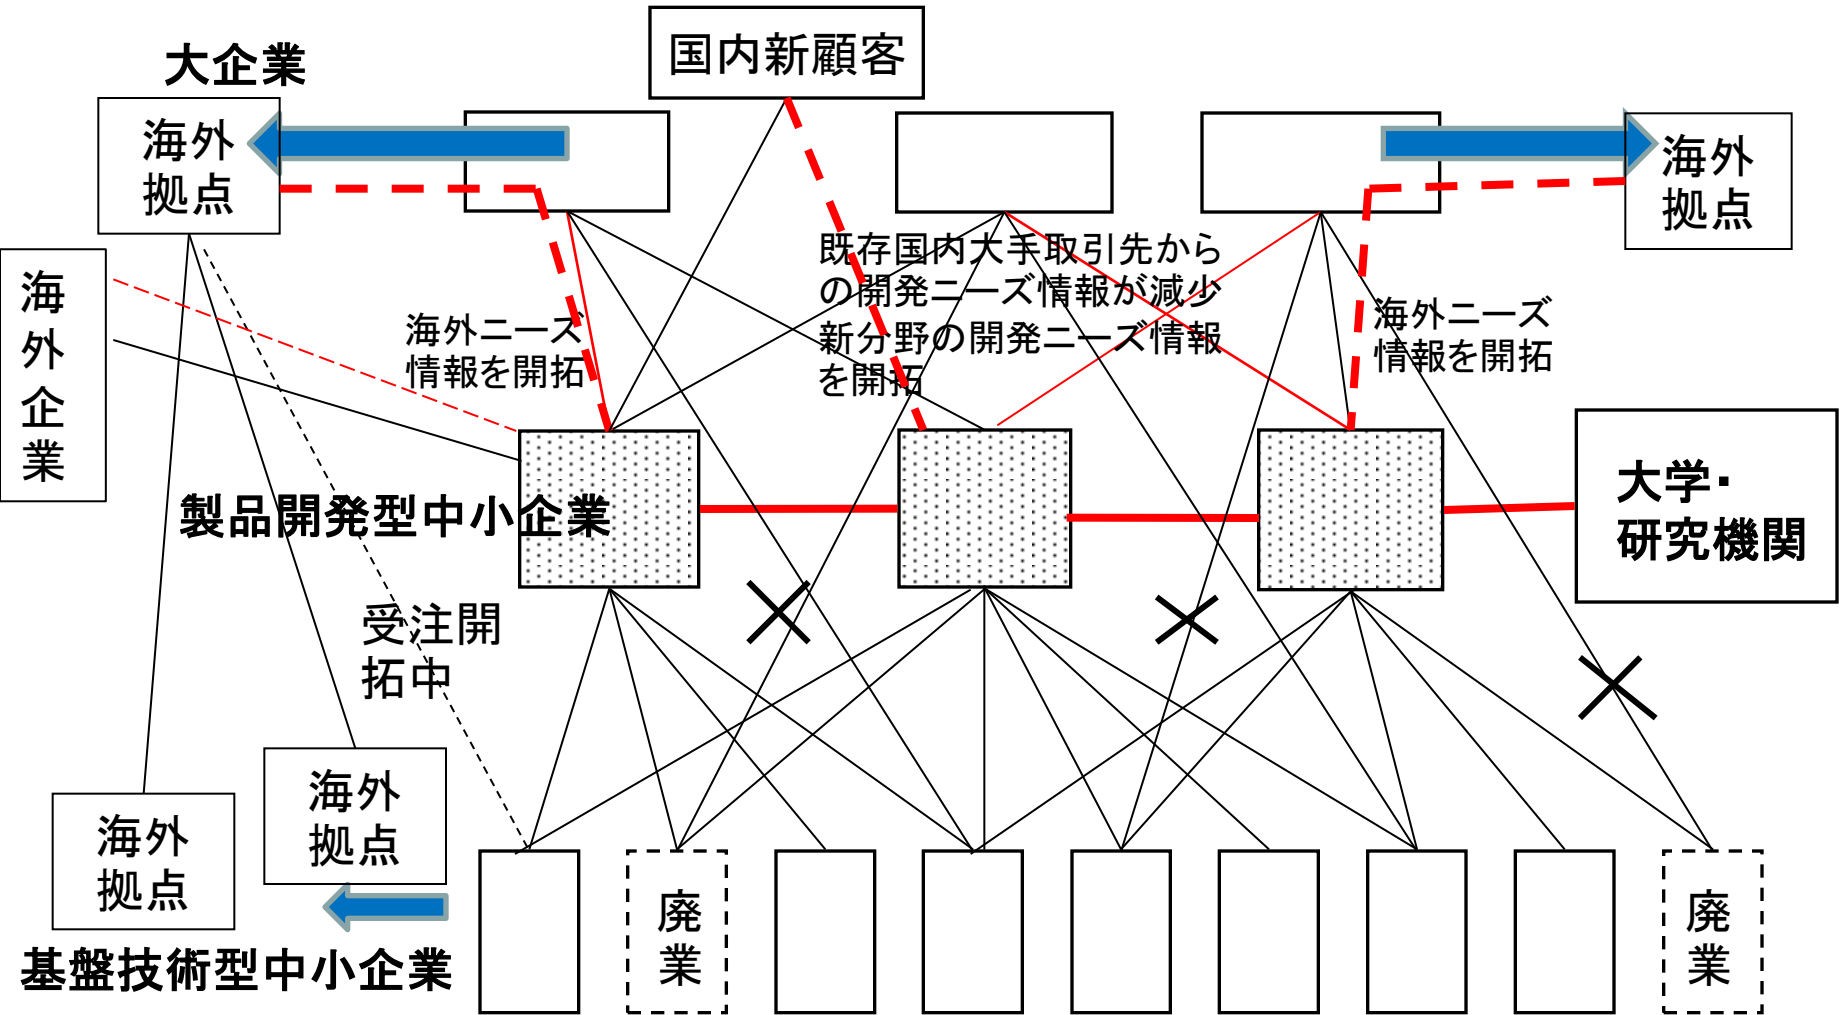 国内新顧客
大企業
海外
拠点
海外
拠点
海
外
企
業
既存国内大手取引先から
の開発ニーズ情報が減少
新分野の開発ニーズ情報
を開拓
海外ニーズ
情報を開拓
海外ニーズ
情報を開拓
大学・
研究機関
製品開発型中小企業
受注開
拓中
海外
拠点
海外
拠点
基盤技術型中小企業
廃
業
廃
業